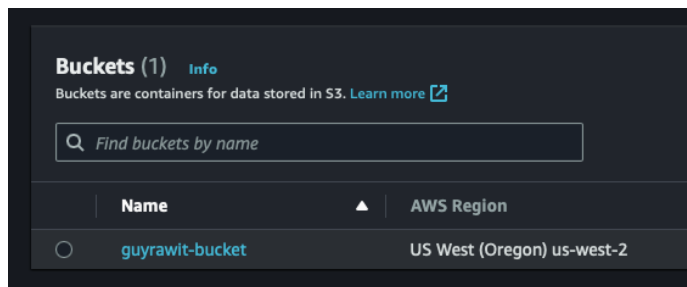 Buckets (1) Info
Buckets are containers for data stored in S3. Learn more
Find buckets by name
Name AWS Region
guyrawit-bucket US West (Oregon) us-west-2